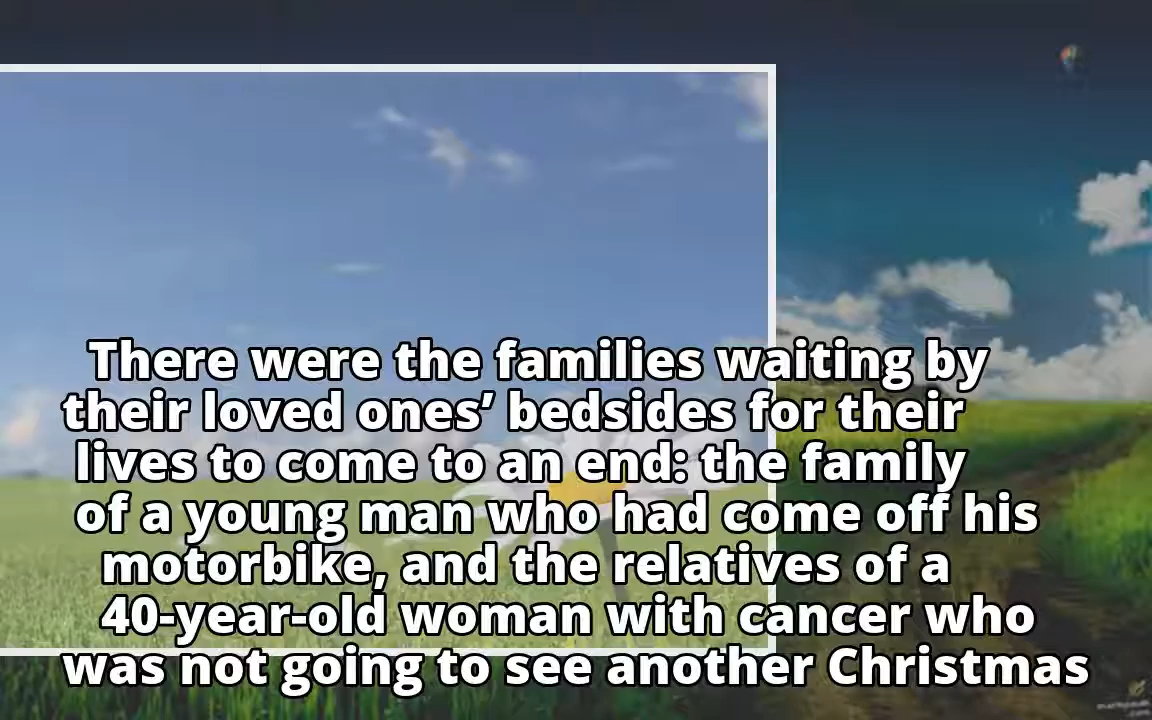 There were the families waiting by
their loved ones’ bedsides for their
lives to come to an end: the family
of a young man who had come off his
motorbike, and the relatives of a
40-year-old woman with cancer who
was not going to see another Christmas